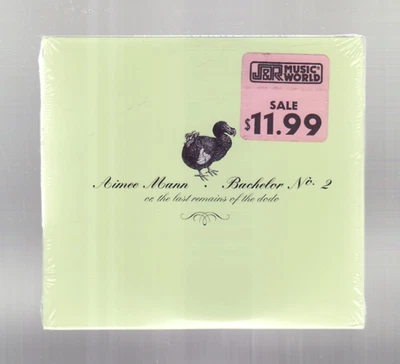 J&R MUSIC WORLD
SALE
$11.99
Aimee Mann · Bachelor No. 2
or, the last remains of the dodo